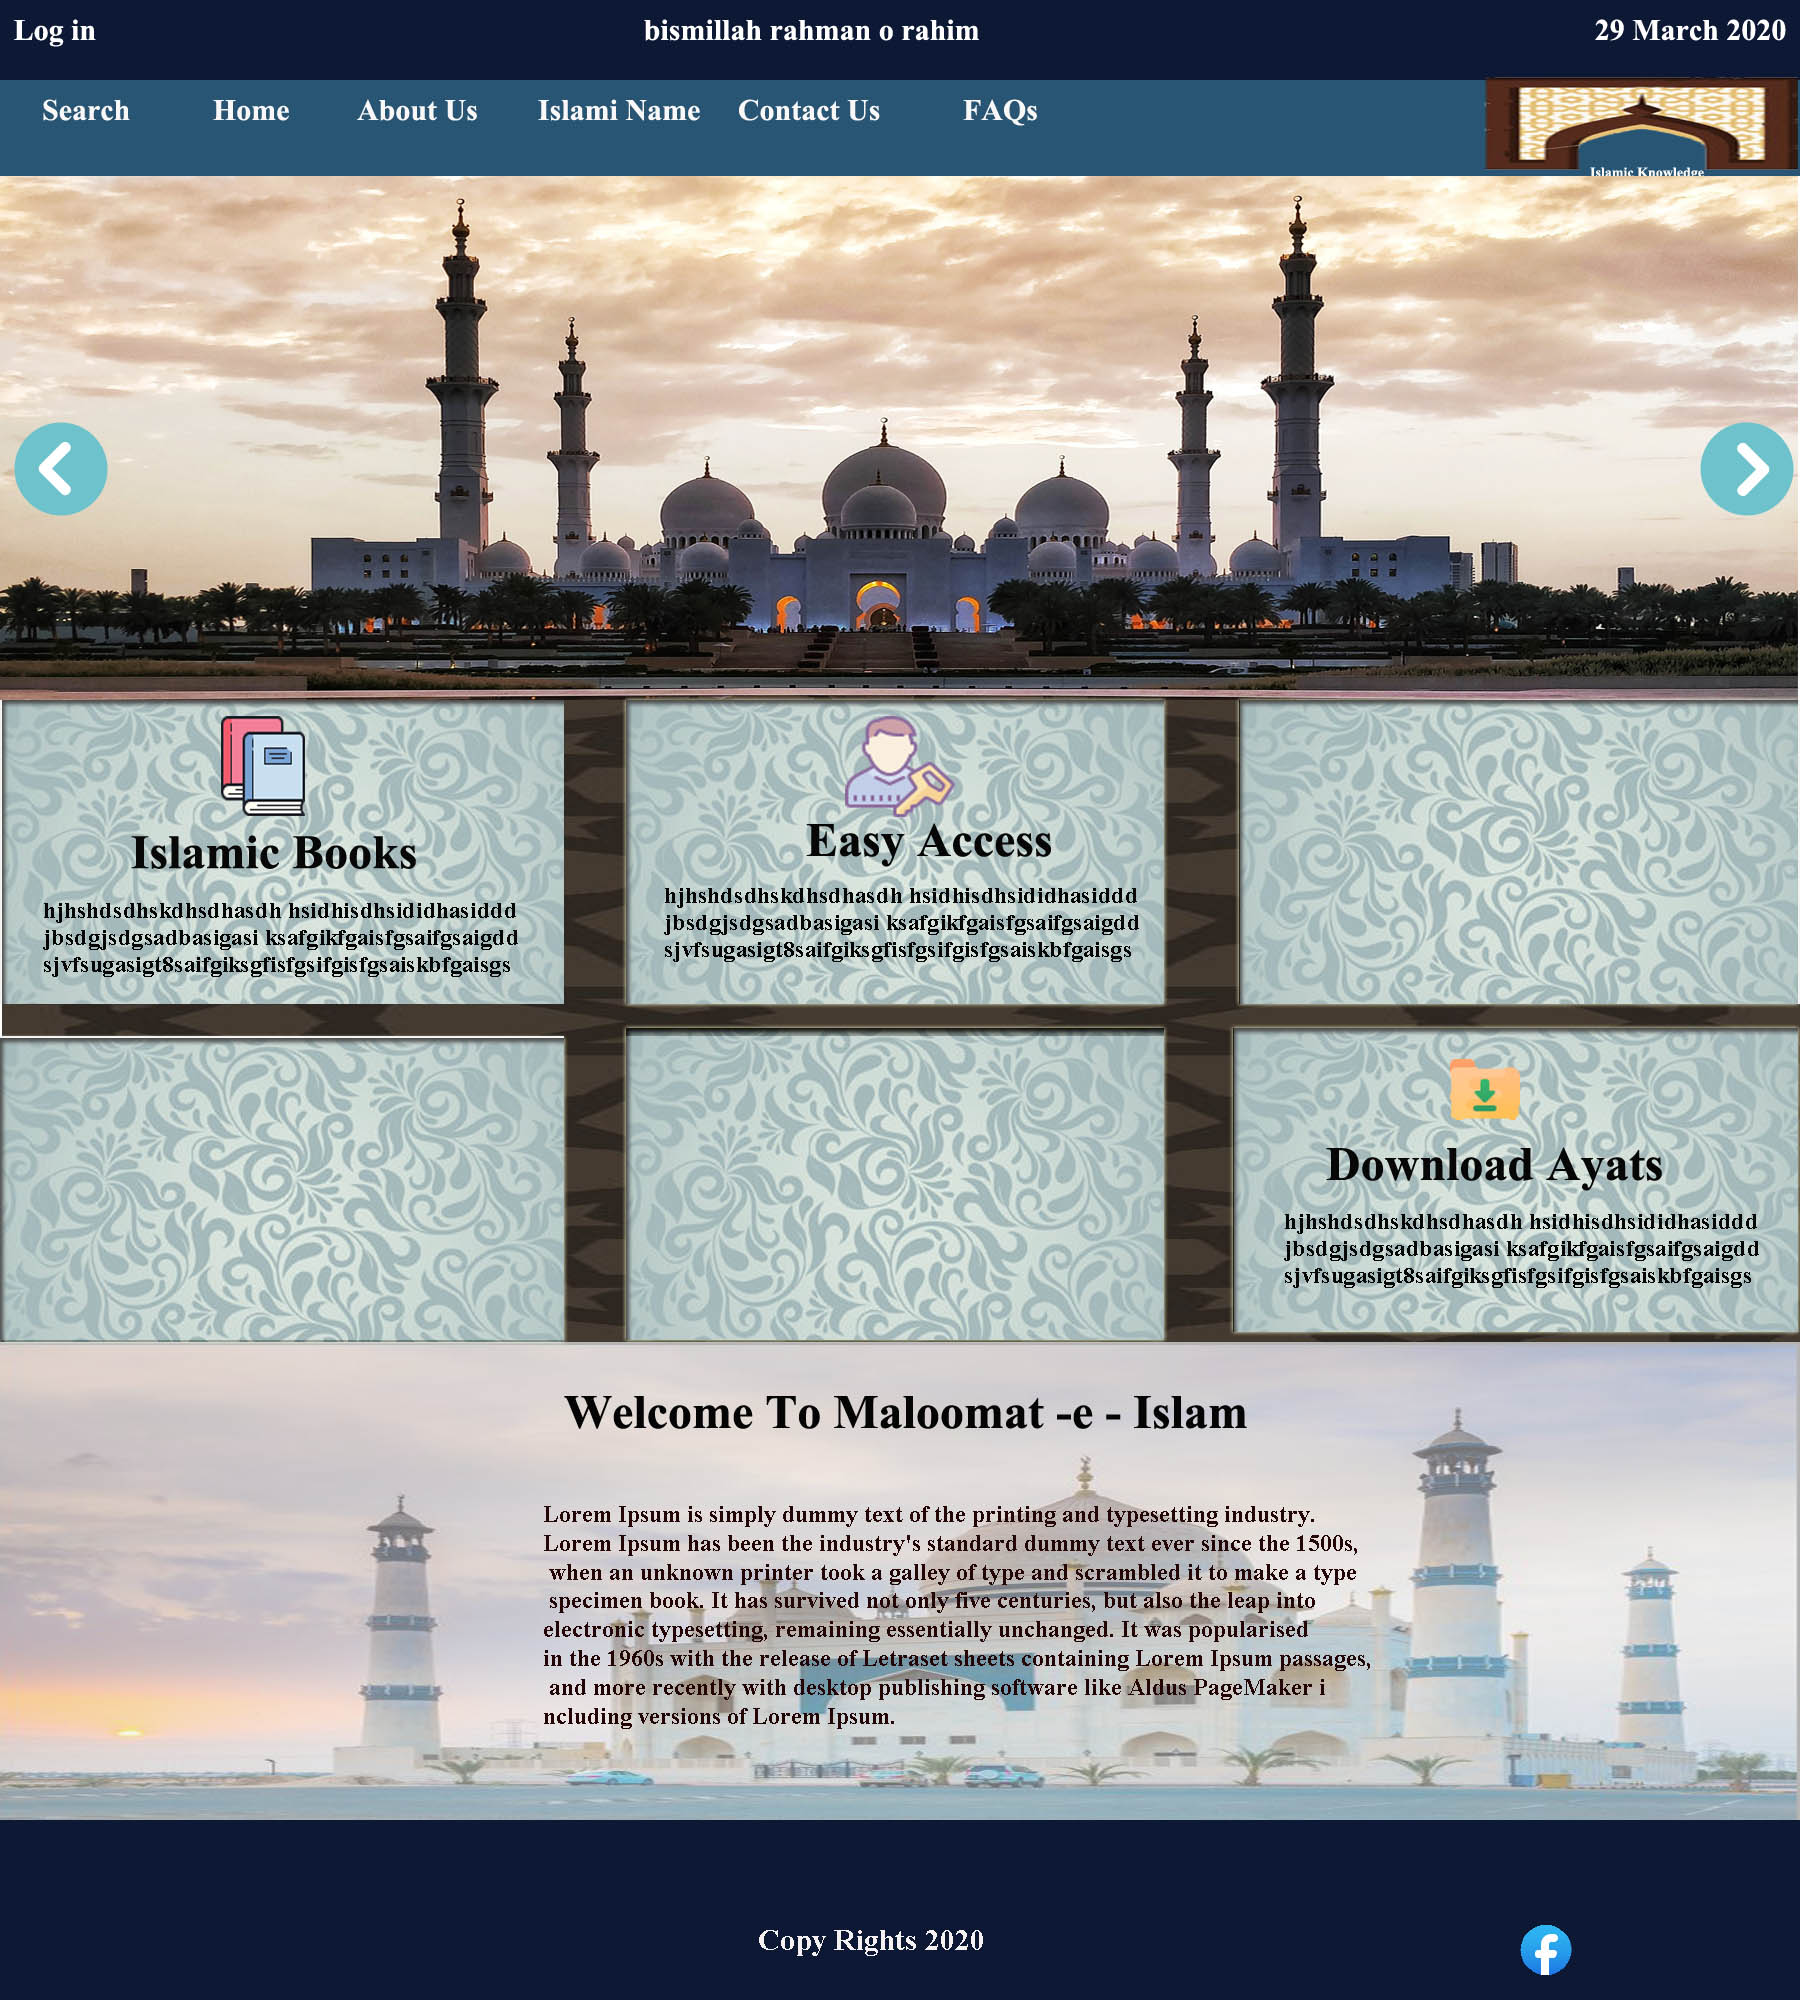 Log in
bismillah rahman o rahim
29 March 2020
Search
Home
About Us
Islami Name
Contact Us
FAQs
Islamic Knowledge
Islamic Books
hjhshdsdhskdhsdhasdh hsidhisdhsididhasiddd
jbsdgjsdgsadbasigasi ksafgikfgaisfgsaifgsaigdd
sjvfsugasigt8saifgiksgfisfgsifgisfgsaiskbfgaisgs
Easy Access
hjhshdsdhskdhsdhasdh hsidhisdhsididhasiddd
jbsdgjsdgsadbasigasi ksafgikfgaisfgsaifgsaigdd
sjvfsugasigt8saifgiksgfisfgsifgisfgsaiskbfgaisgs
Download Ayats
hjhshdsdhskdhsdhasdh hsidhisdhsididhasiddd
jbsdgjsdgsadbasigasi ksafgikfgaisfgsaifgsaigdd
sjvfsugasigt8saifgiksgfisfgsifgisfgsaiskbfgaisgs
Welcome To Maloomat -e - Islam
Lorem Ipsum is simply dummy text of the printing and typesetting industry.
Lorem Ipsum has been the industry's standard dummy text ever since the 1500s,
when an unknown printer took a galley of type and scrambled it to make a type
specimen book. It has survived not only five centuries, but also the leap into
electronic typesetting, remaining essentially unchanged. It was popularised
in the 1960s with the release of Letraset sheets containing Lorem Ipsum passages,
and more recently with desktop publishing software like Aldus PageMaker i
ncluding versions of Lorem Ipsum.
Copy Rights 2020